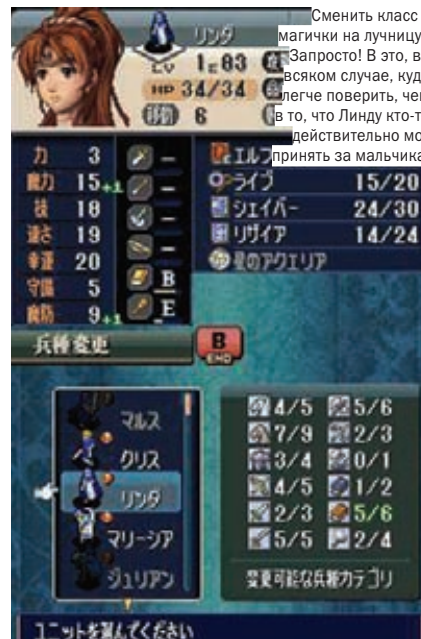 Сменить класс
магички на лучницу
Запросто! В это, в
всяком случае, куд
легче поверить, чем
в то, что Линду кто-т
действительно мо
принять за мальчика
リンダ
LV 1 E 83
HP 34/34
移動 6
力 3
魔力 15 +1
技 18
速さ 19
幸運 20
守備 5
魔防 9 +1
–
–
–
–
B
E
エルファ
ライブ 15/20
シェイバー 24/30
リザイア 14/24
星のアクエリア
兵種変更
B
END
マルス
クリス
リンダ
マリーシア
ジュリアン
4/5 5/6
7/9 2/3
3/4 0/1
4/5 1/2
2/3 5/6
5/5 2/4
変更可能な兵種カテゴリ
ユニットを選んでください